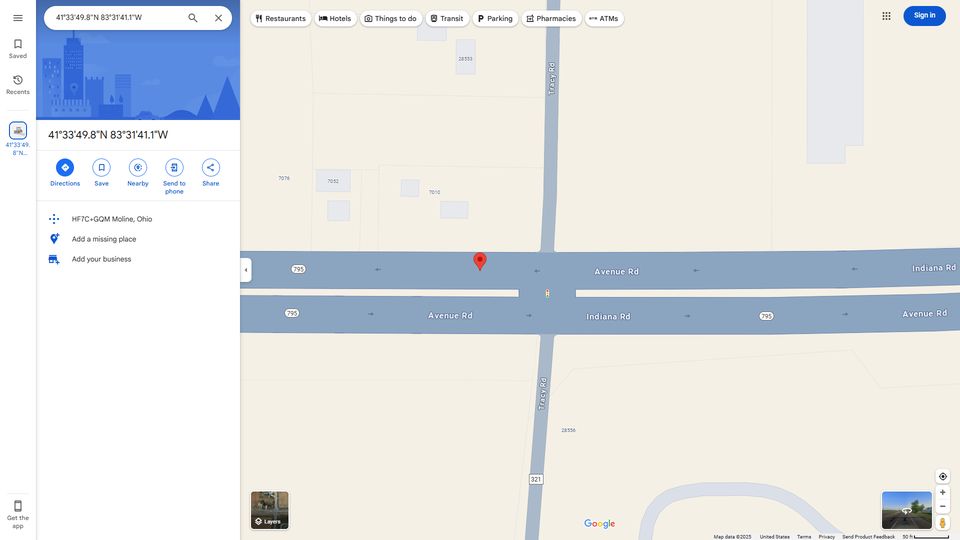 41°33'49.8"N 83°31'41.1"W
Restaurants
Hotels
Things to do
Transit
Parking
Pharmacies
ATMs
Sign in
Saved
Recents
41°33'49.
8"N...
41°33'49.8"N 83°31'41.1"W
Directions
Save
Nearby
Send to
phone
Share
HF7C+GQM Moline, Ohio
Add a missing place
Add your business
Get the
app
28553
Tracy Rd
7076
7052
7010
795
Avenue Rd
Indiana Rd
795
Avenue Rd
Indiana Rd
795
Avenue Rd
Tracy Rd
28556
321
Layers
Google
Map data ©2025
United States
Terms
Privacy
Send Product Feedback
50 ft